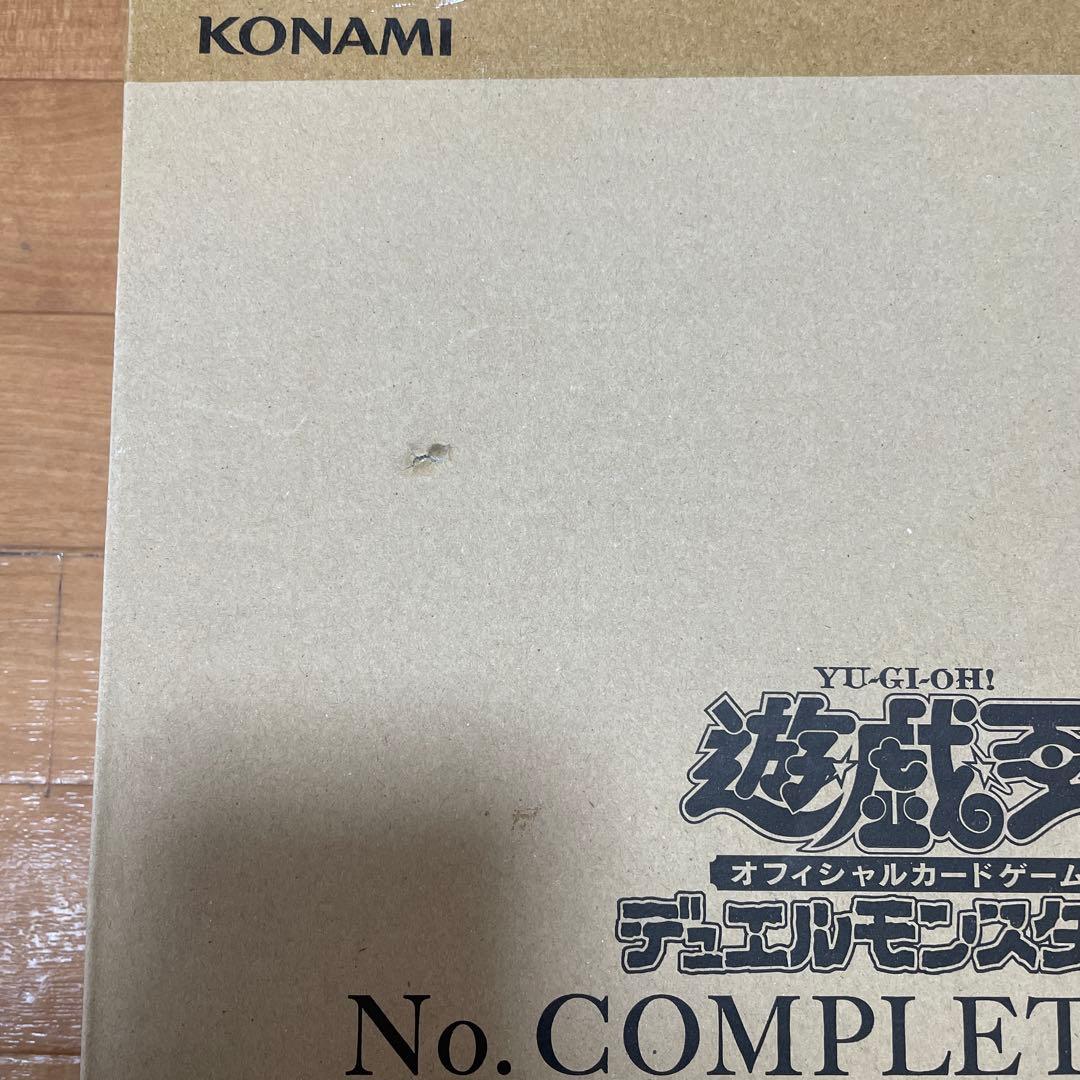 KONAMI
YU-GI-OH!
遊戯王
オフィシャルカードゲーム
デュエルモンスタ
No. COMPLET